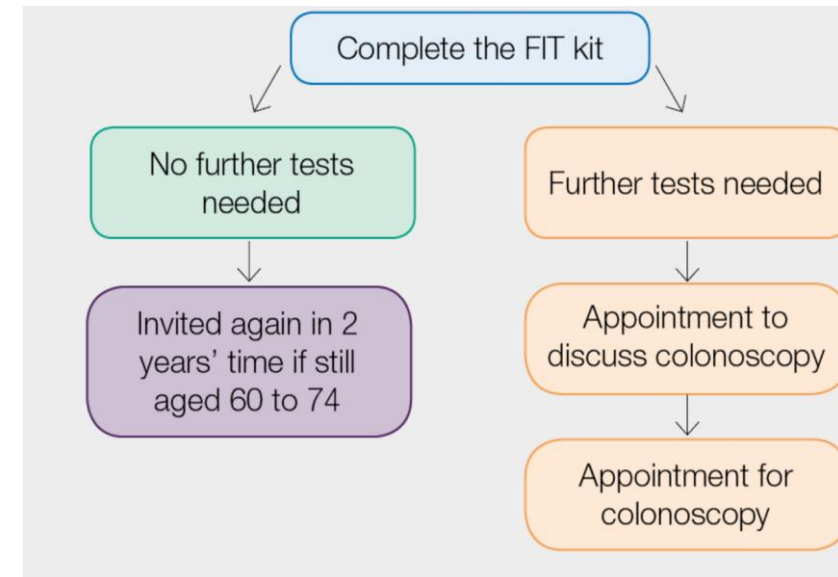 Complete the FIT kit
No further tests
needed
Further tests needed
Invited again in 2
years’ time if still
aged 60 to 74
Appointment to
discuss colonoscopy
Appointment for
colonoscopy